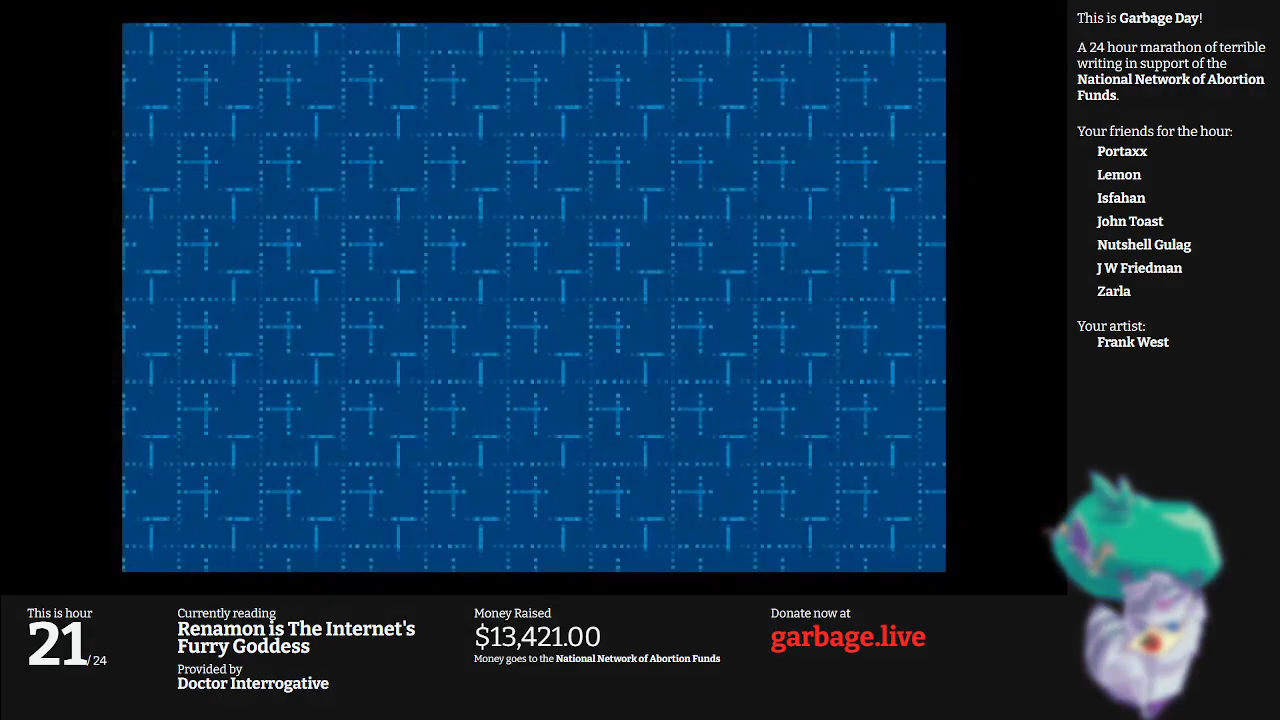 This is Garbage Day!
A 24 hour marathon of terrible
writing in support of the
National Network of Abortion
Funds.
Your friends for the hour:
Portaxx
Lemon
Isfahan
John Toast
Nutshell Gulag
J W Friedman
Zarla
Your artist:
Frank West
This is hour
21/24
Currently reading
Renamon is The Internet's
Furry Goddess
Provided by
Doctor Interrogative
Money Raised
$13,421.00
Money goes to the National Network of Abortion Funds
Donate now at
garbage.live